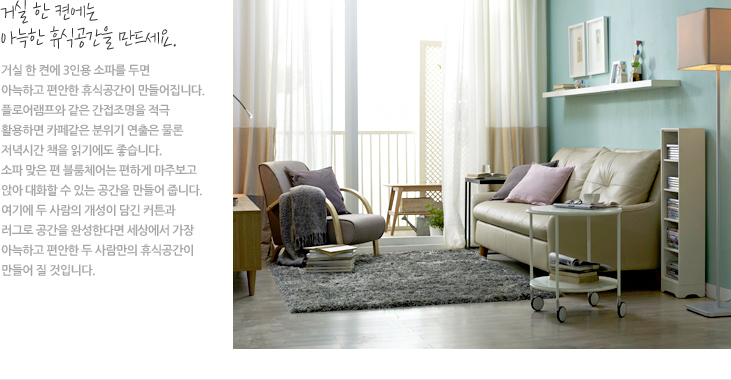 거실 한 켠에는
아늑한 휴식공간을 만드세요.
거실 한 켠에 3인용 소파를 두면
아늑하고 편안한 휴식공간이 만들어집니다.
플로어램프와 같은 간접조명을 적극
활용하면 카페같은 분위기 연출은 물론
저녁시간 책을 읽기에도 좋습니다.
소파 맞은 편 블룸체어는 편하게 마주보고
앉아 대화할 수 있는 공간을 만들어 줍니다.
여기에 두 사람의 개성이 담긴 커튼과
러그로 공간을 완성한다면 세상에서 가장
아늑하고 편안한 두 사람만의 휴식공간이
만들어 질 것입니다.